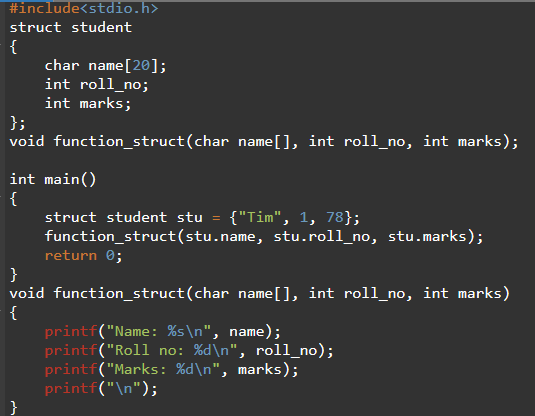 #include<stdio.h>
struct student
{
    char name[20];
    int roll_no;
    int marks;
};
void function_struct(char name[], int roll_no, int marks);

int main()
{
    struct student stu = {"Tim", 1, 78};
    function_struct(stu.name, stu.roll_no, stu.marks);
    return 0;
}
void function_struct(char name[], int roll_no, int marks)
{
    printf("Name: %s\n", name);
    printf("Roll no: %d\n", roll_no);
    printf("Marks: %d\n", marks);
    printf("\n");
}